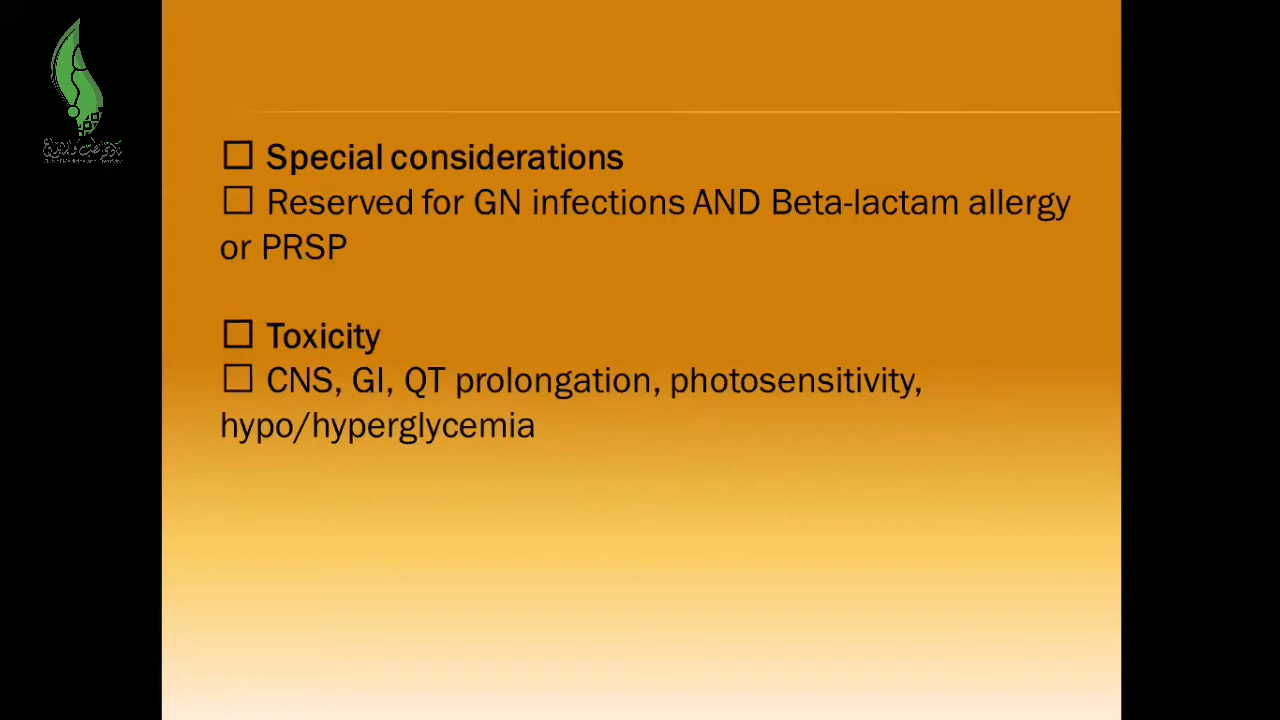 ☐ Special considerations
☐ Reserved for GN infections AND Beta-lactam allergy
or PRSP
☐ Toxicity
☐ CNS, GI, QT prolongation, photosensitivity,
hypo/hyperglycemia